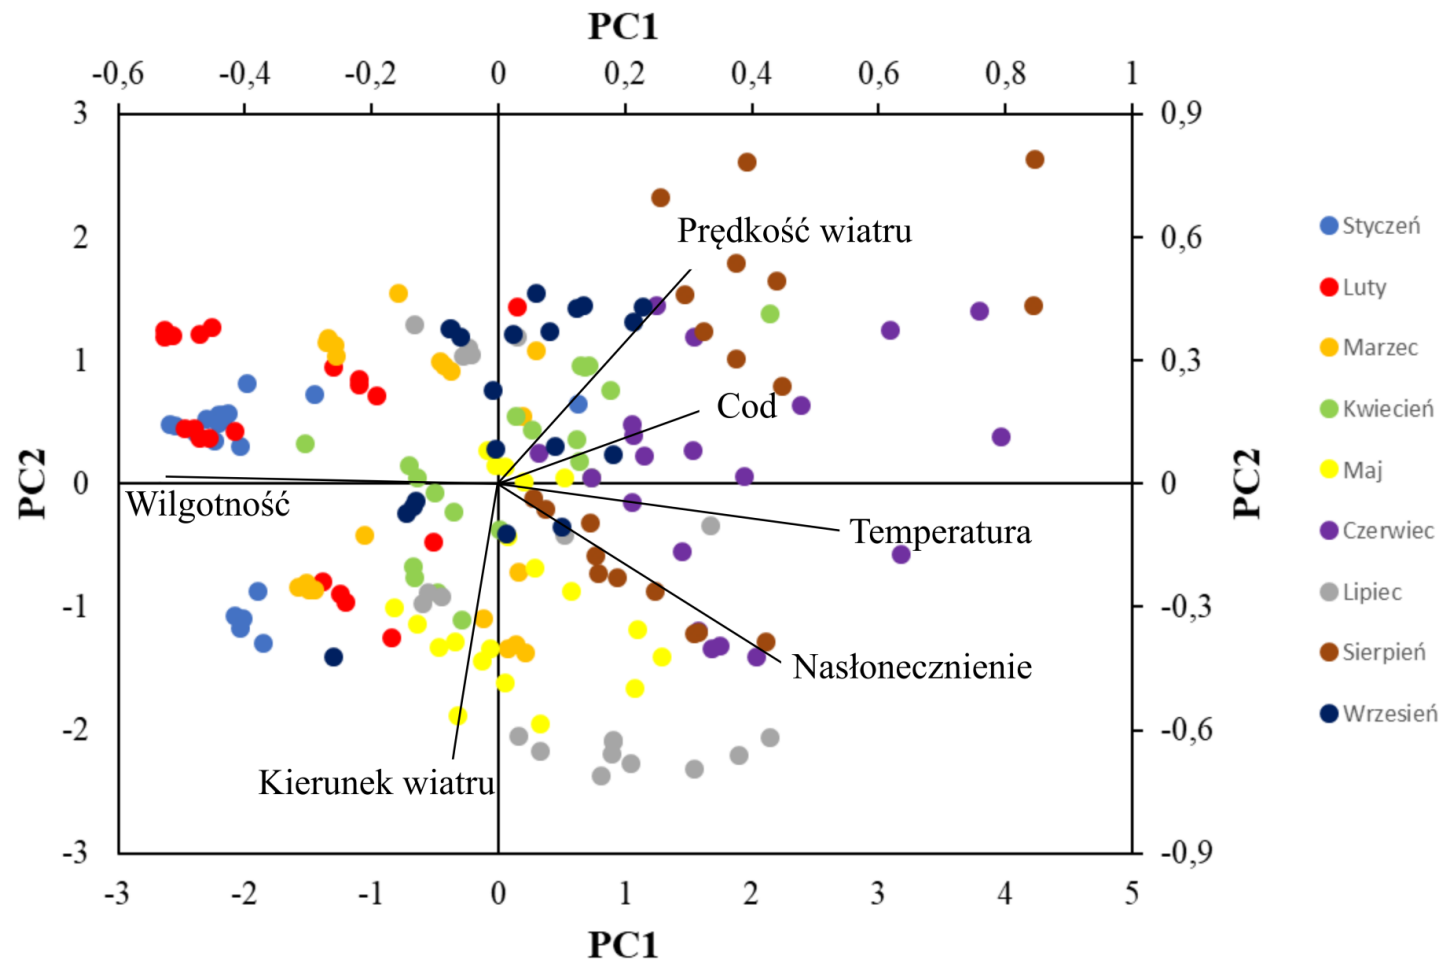 PC1
-0,6 -0,4 -0,2 0 0,2 0,4 0,6 0,8 1
3 0,9
2 0,6
1 0,3
0 0
-1 -0,3
-2 -0,6
-3 -0,9
PC2
PC2
Prędkość wiatru
Cod
Wilgotność
Temperatura
Nasłonecznienie
Kierunek wiatru
-3 -2 -1 0 1 2 3 4 5
PC1
Styczeń
Luty
Marzec
Kwiecień
Maj
Czerwiec
Lipiec
Sierpień
Wrzesień